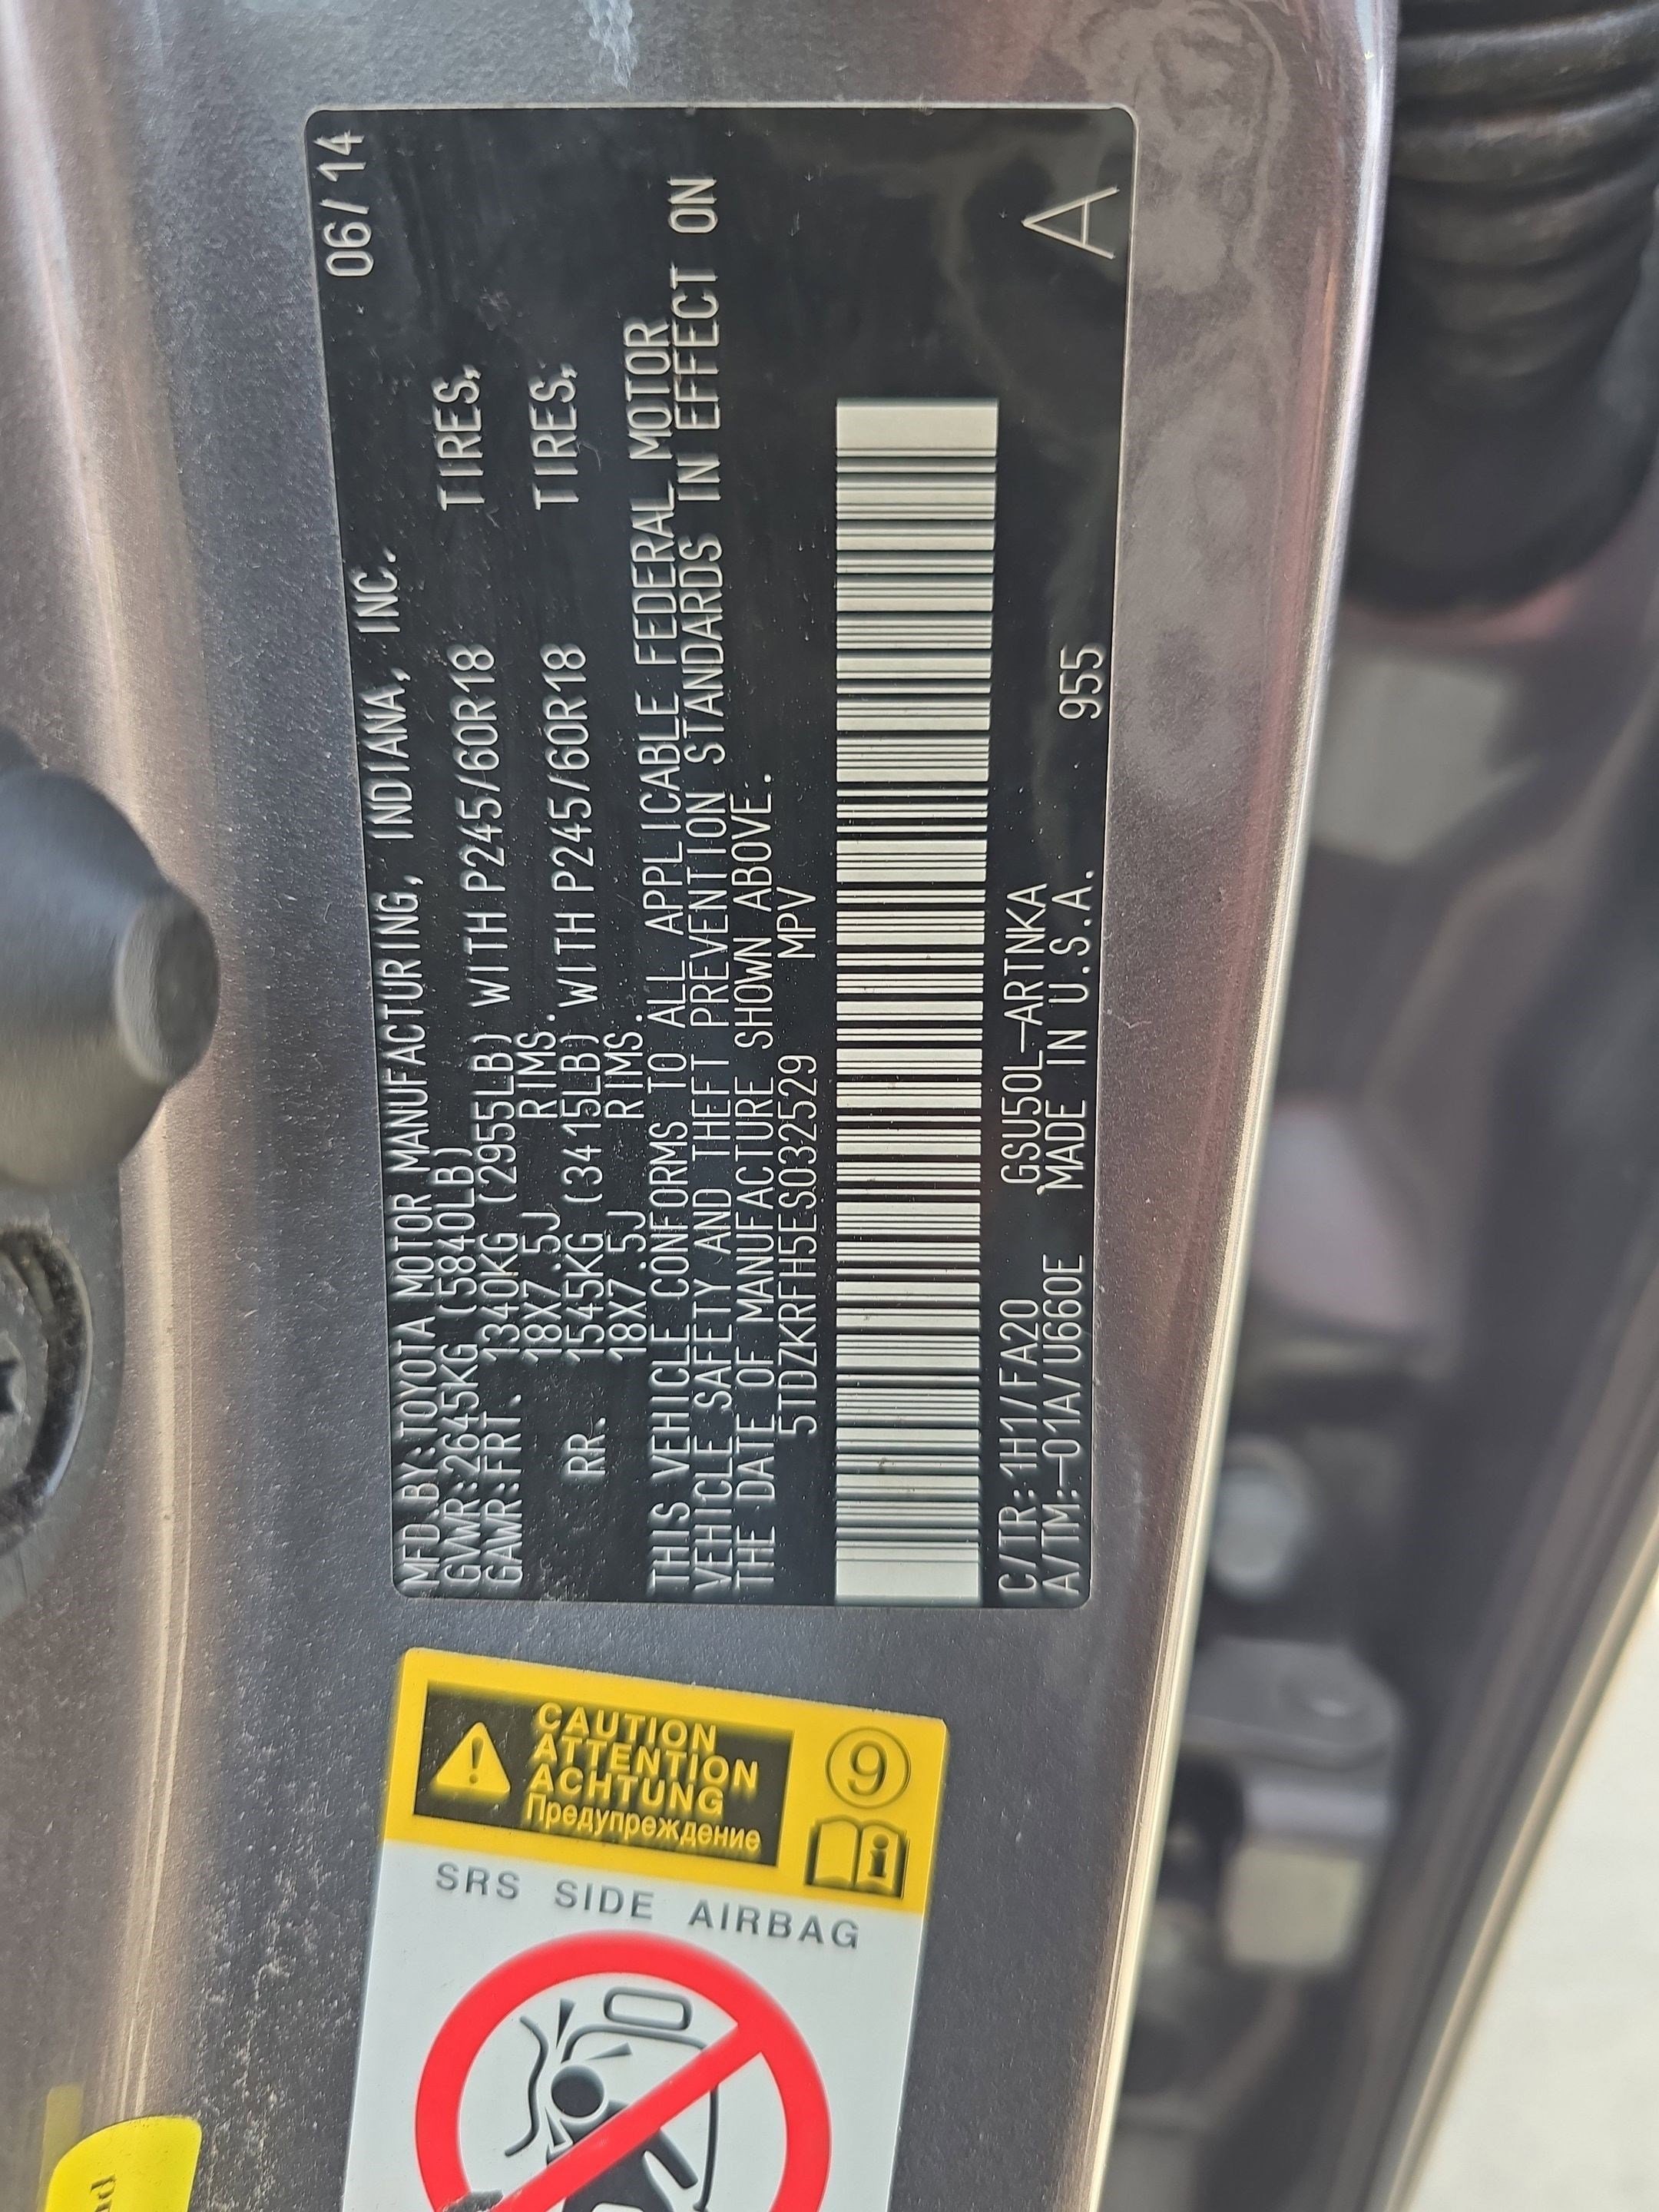 06/14
MFD.BY:TOYOTA MOTOR MANUFACTURING, INDIANA, INC.
GVWR:2645KG (5840LB)
GAWR:FRT. 1340KG (2955LB) WITH P245/60R18 TIRES,
18X7.5J RIMS.
RR. 1545KG (3415LB) WITH P245/60R18 TIRES,
18X7.5J RIMS.
THIS VEHICLE CONFORMS TO ALL APPLICABLE FEDERAL MOTOR
VEHICLE SAFETY AND THEFT PREVENTION STANDARDS IN EFFECT ON
THE DATE OF MANUFACTURE SHOWN ABOVE.
5TDZKRFH5ES032529 MPV
C/TR:1H1/FA20 GSU50L-ARTNKA
A/TM:-01A/U660E MADE IN U.S.A. 955
A
CAUTION
ATTENTION
ACHTUNG
Предупреждение
9
i
SRS SIDE AIRBAG